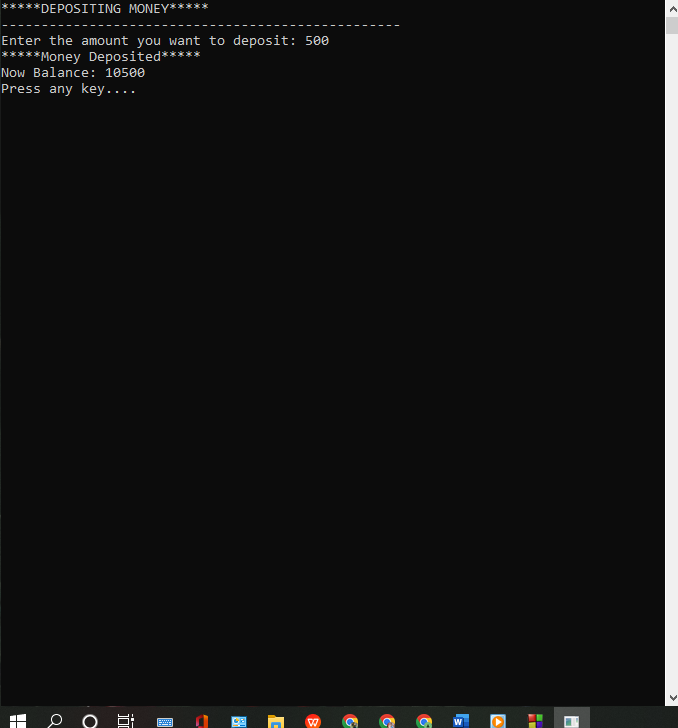 *****DEPOSITING MONEY*****
--------------------------------------------------
Enter the amount you want to deposit: 500
*****Money Deposited*****
Now Balance: 10500
Press any key....